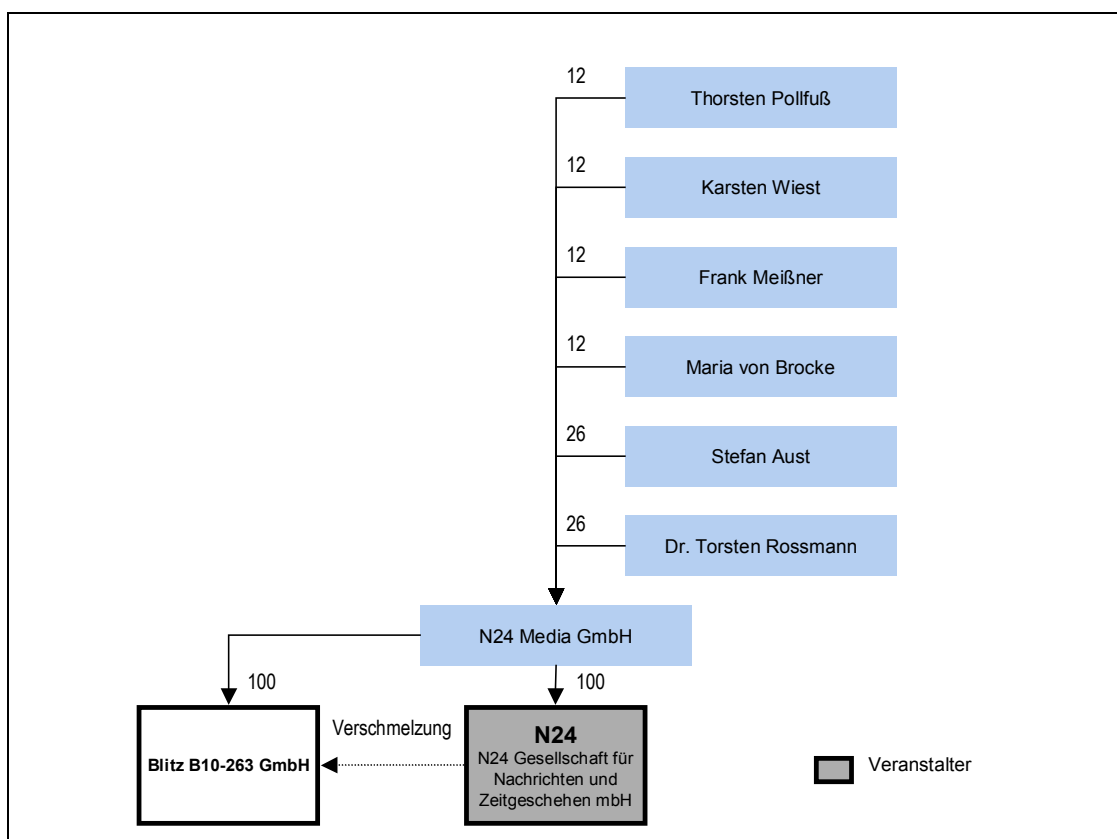 12
Thorsten Pollfuß
12
Karsten Wiest
12
Frank Meißner
12
Maria von Brocke
26
Stefan Aust
26
Dr. Torsten Rossmann
N24 Media GmbH
100
100
Blitz B10-263 GmbH
Verschmelzung
N24
N24 Gesellschaft für
Nachrichten und
Zeitgeschehen mbH
Veranstalter